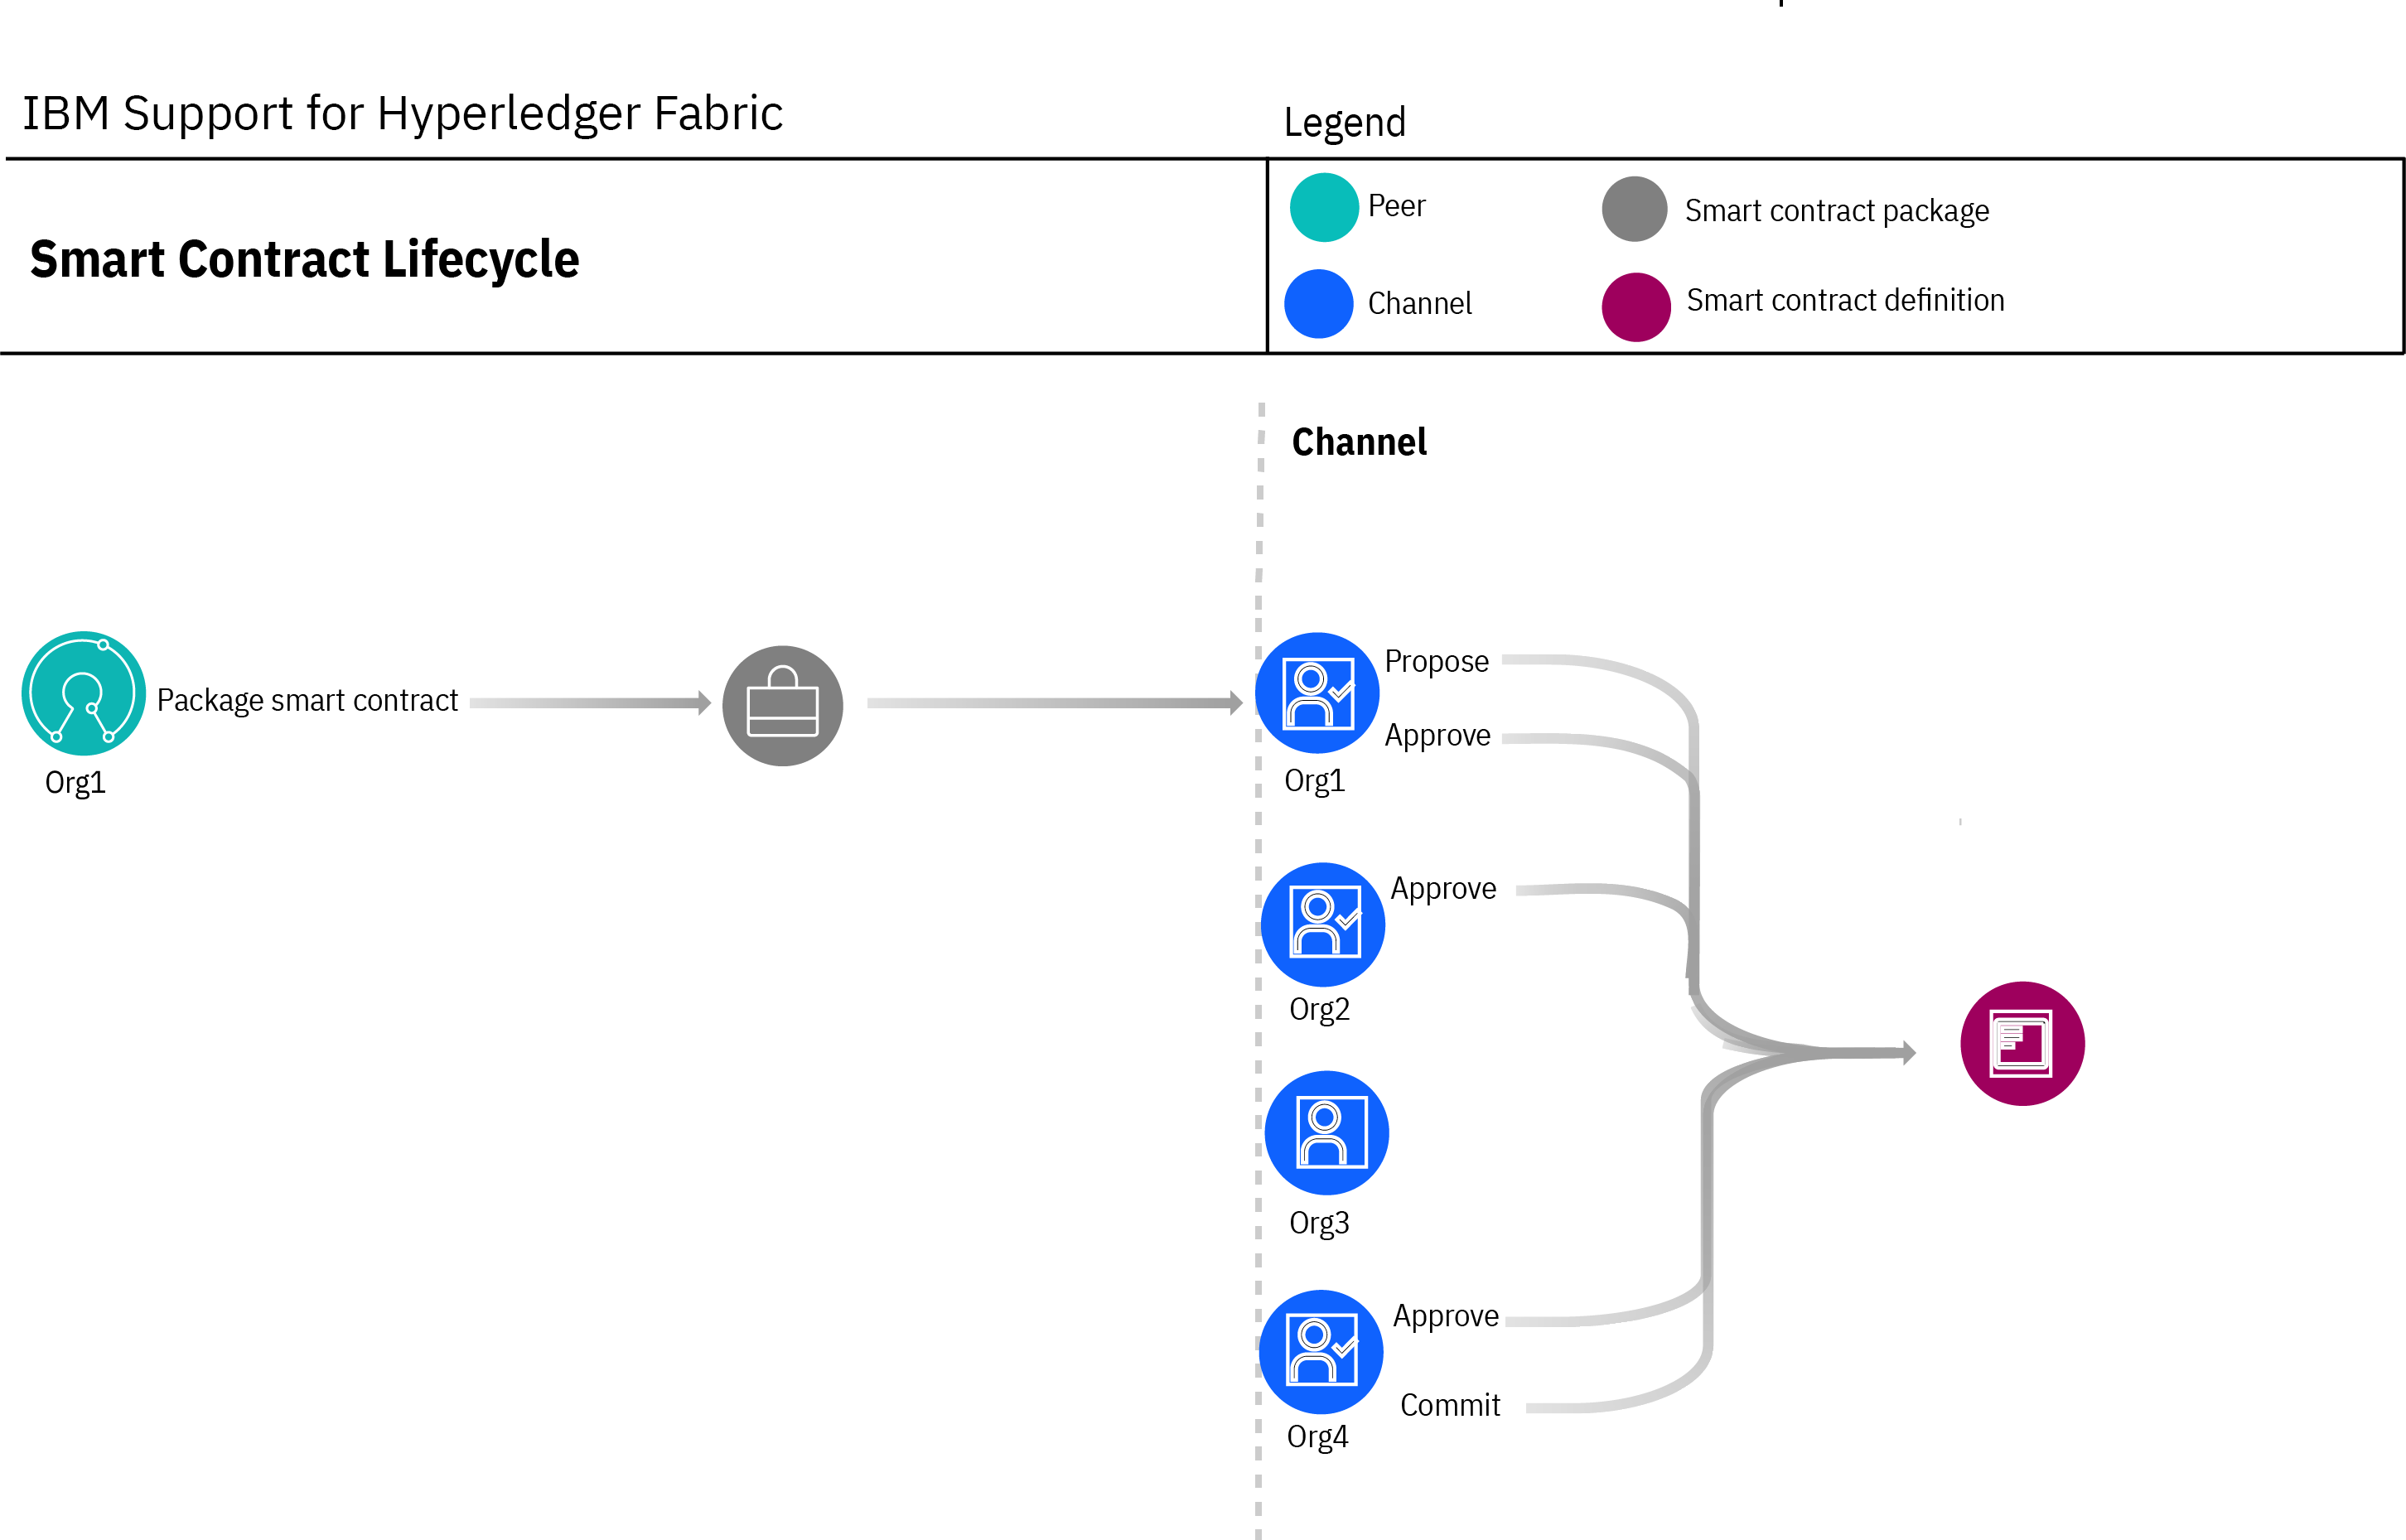 IBM Support for Hyperledger Fabric
Legend
Smart Contract Lifecycle
Peer
Smart contract package
Channel
Smart contract definition
Channel
Package smart contract
Org1
Propose
Approve
Org1
Approve
Org2
Org3
Approve
Commit
Org4